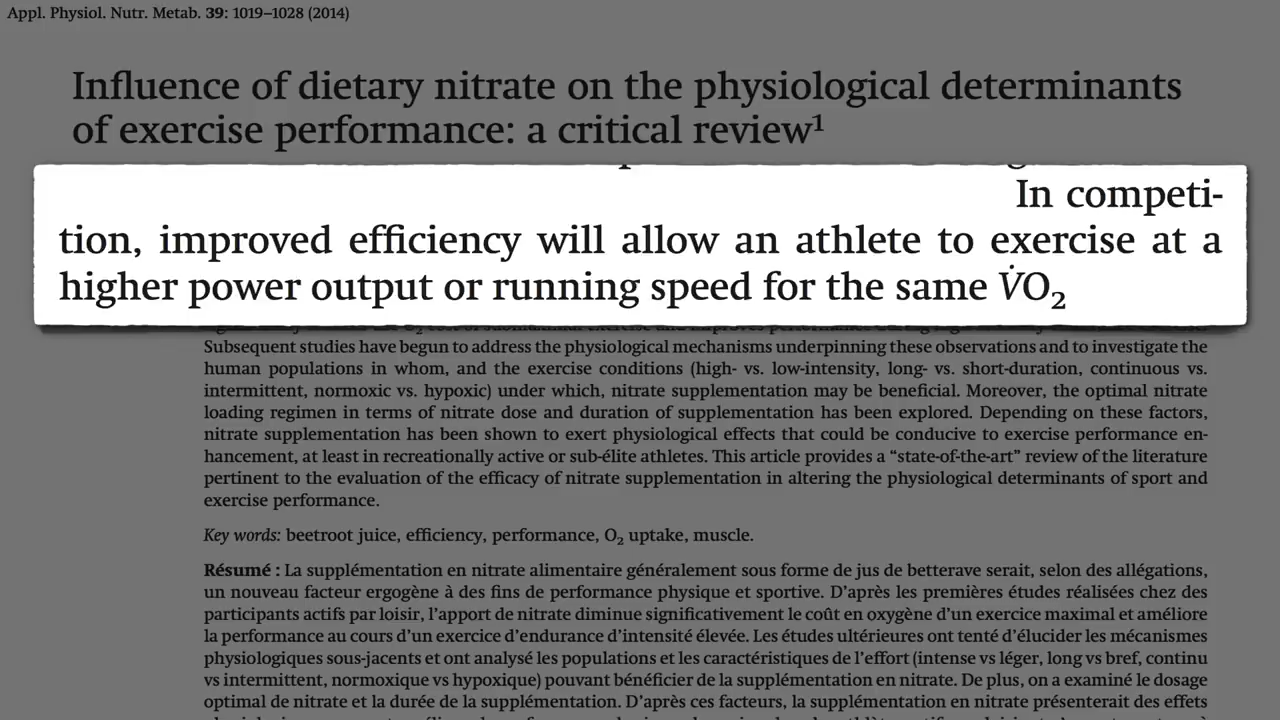 Appl. Physiol. Nutr. Metab. 39: 1019–1028 (2014)
Influence of dietary nitrate on the physiological determinants
of exercise performance: a critical review¹
In competi-
tion, improved efficiency will allow an athlete to exercise at a
higher power output or running speed for the same V̇O₂
Subsequent studies have begun to address the physiological mechanisms underpinning these observations and to investigate the
human populations in whom, and the exercise conditions (high- vs. low-intensity, long- vs. short-duration, continuous vs.
intermittent, normoxic vs. hypoxic) under which, nitrate supplementation may be beneficial. Moreover, the optimal nitrate
loading regimen in terms of nitrate dose and duration of supplementation has been explored. Depending on these factors,
nitrate supplementation has been shown to exert physiological effects that could be conducive to exercise performance en-
hancement, at least in recreationally active or sub-élite athletes. This article provides a “state-of-the-art” review of the literature
pertinent to the evaluation of the efficacy of nitrate supplementation in altering the physiological determinants of sport and
exercise performance.
Key words: beetroot juice, efficiency, performance, O₂ uptake, muscle.
Résumé : La supplémentation en nitrate alimentaire généralement sous forme de jus de betterave serait, selon des allégations,
un nouveau facteur ergogène à des fins de performance physique et sportive. D’après les premières études réalisées chez des
participants actifs par loisir, l’apport de nitrate diminue significativement le coût en oxygène d’un exercice maximal et améliore
la performance au cours d’un exercice d’endurance d’intensité élevée. Les études ultérieures ont tenté d’élucider les mécanismes
physiologiques sous-jacents et ont analysé les populations et les caractéristiques de l’effort (intense vs léger, long vs bref, continu
vs intermittent, normoxique vs hypoxique) pouvant bénéficier de la supplémentation en nitrate. De plus, on a examiné le dosage
optimal de nitrate et la durée de la supplémentation. D’après ces facteurs, la supplémentation en nitrate présenterait des effets